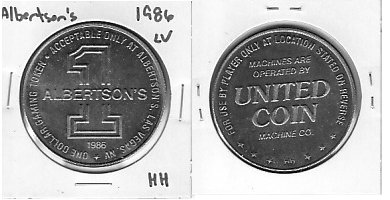 Albertson's 1986
LV
ONE DOLLAR GAMING TOKEN • ACCEPTABLE ONLY AT ALBERTSON'S, LAS VEGAS, NV.
1
ALBERTSON'S
1986
HH
FOR USE BY PLAYER ONLY AT LOCATION STATED ON REVERSE
MACHINES ARE
OPERATED BY
UNITED
COIN
MACHINE CO.
HH